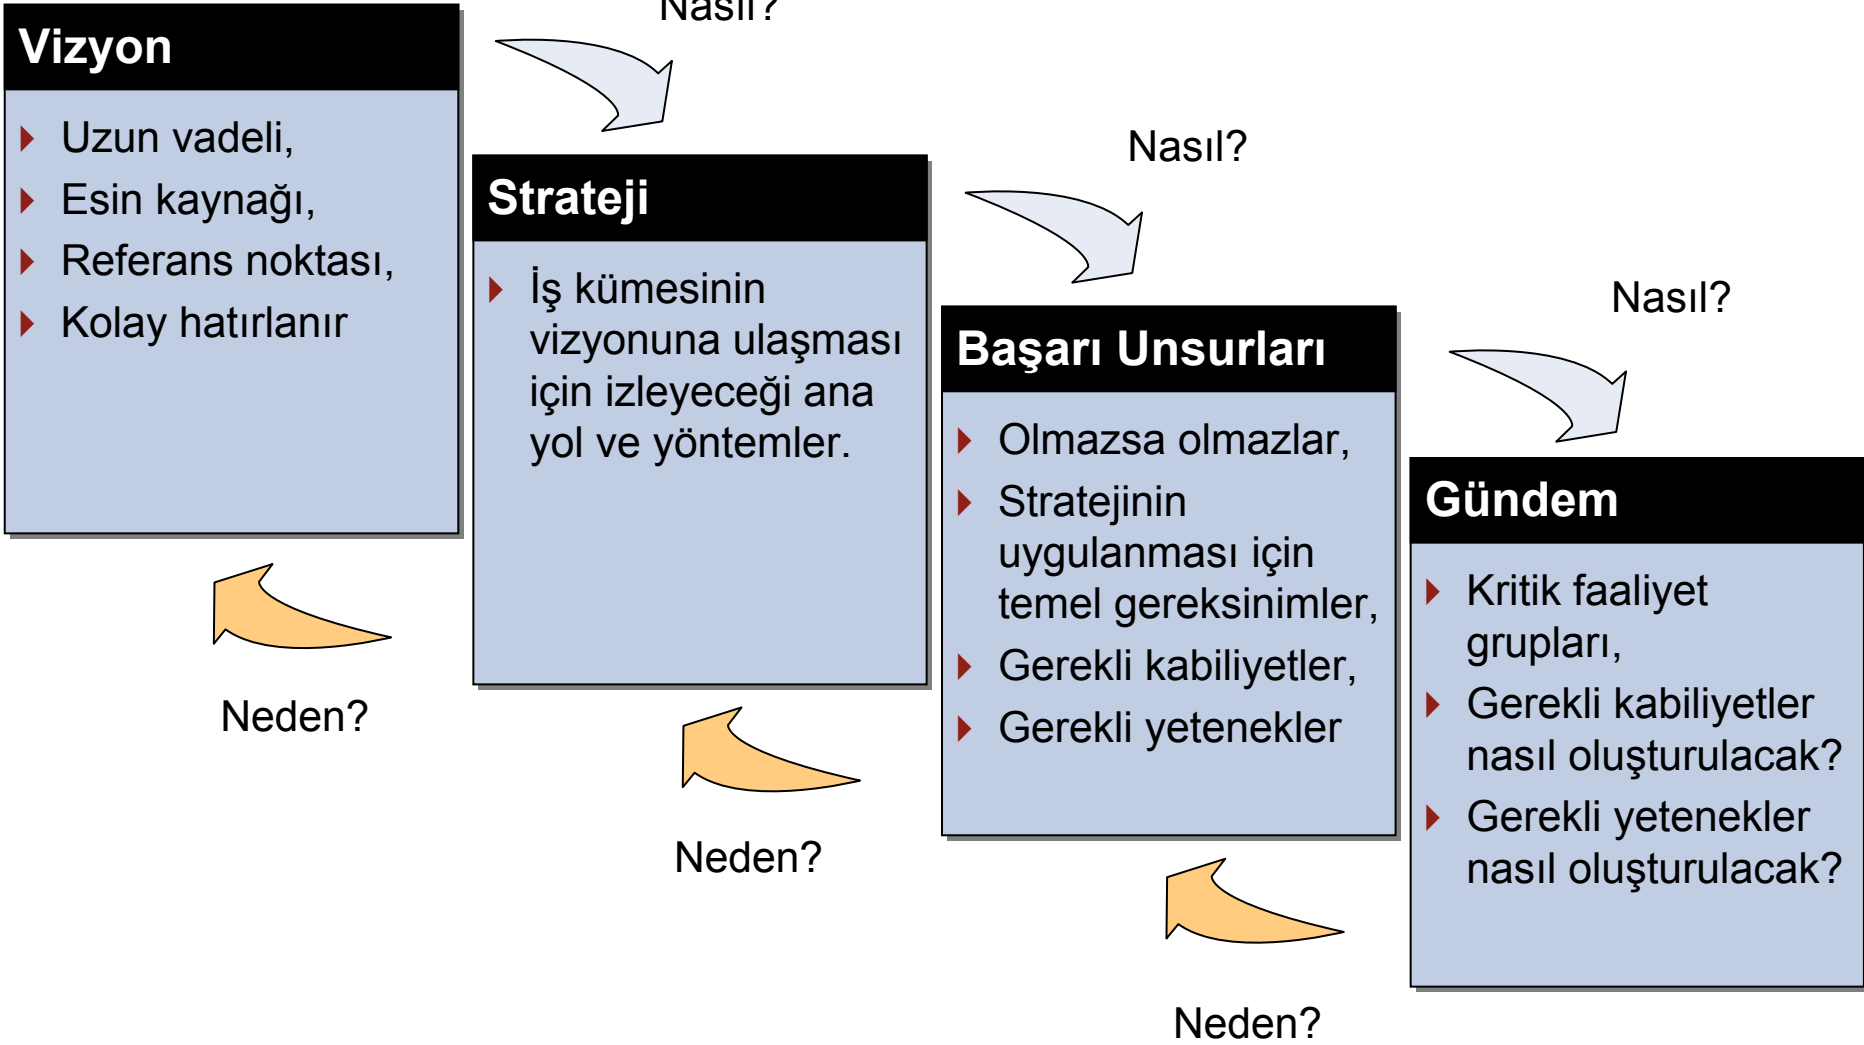 Nasıl?
Vizyon
Uzun vadeli,
Esin kaynağı,
Referans noktası,
Kolay hatırlanır
Neden?
Nasıl?
Strateji
İş kümesinin
vizyonuna ulaşması
için izleyeceği ana
yol ve yöntemler.
Neden?
Nasıl?
Başarı Unsurları
Olmazsa olmazlar,
Stratejinin
uygulanması için
temel gereksinimler,
Gerekli kabiliyetler,
Gerekli yetenekler
Neden?
Gündem
Kritik faaliyet
grupları,
Gerekli kabiliyetler
nasıl oluşturulacak?
Gerekli yetenekler
nasıl oluşturulacak?